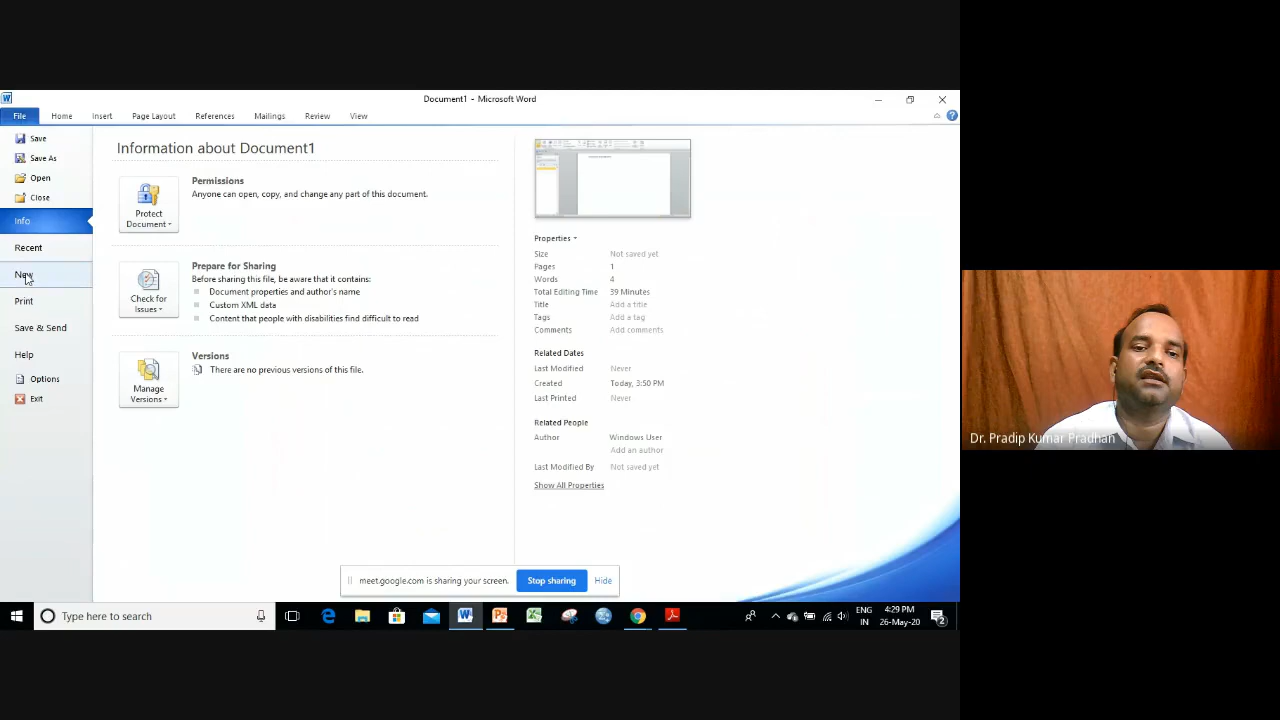 Document1 - Microsoft Word
File Home Insert Page Layout References Mailings Review View
Save
Save As
Open
Close
Info
Recent
New
Print
Save & Send
Help
Options
Exit
Information about Document1
Protect
Document
Permissions
Anyone can open, copy, and change any part of this document.
Check for
Issues
Prepare for Sharing
Before sharing this file, be aware that it contains:
Document properties and author's name
Custom XML data
Content that people with disabilities find difficult to read
Manage
Versions
Versions
There are no previous versions of this file.
Properties
Size Not saved yet
Pages 1
Words 4
Total Editing Time 39 Minutes
Title Add a title
Tags Add a tag
Comments Add comments
Related Dates
Last Modified Never
Created Today, 3:50 PM
Last Printed Never
Related People
Author Windows User
Add an author
Last Modified By Not saved yet
Show All Properties
meet.google.com is sharing your screen. Stop sharing Hide
Type here to search
ENG
IN
4:29 PM
26-May-20
2
Dr. Pradip Kumar Pradhan